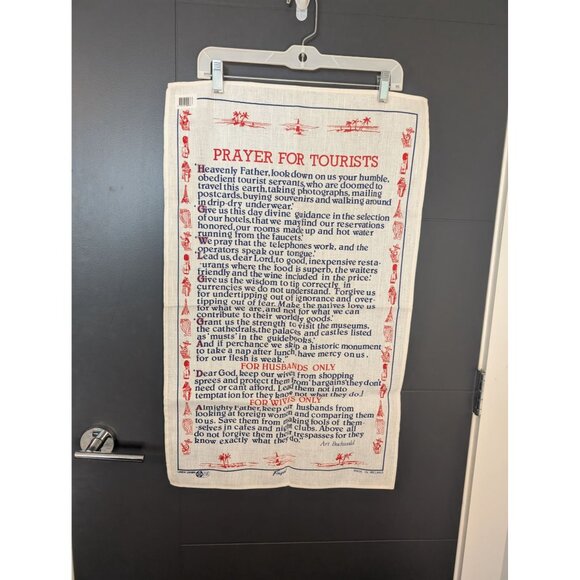 PRAYER FOR TOURISTS
'Heavenly Father, look down on us your humble,
obedient tourist servants, who are doomed to
travel this earth, taking photographs, mailing
postcards, buying souvenirs and walking around
in drip-dry underwear.'
'Give us this day divine guidance in the selection
of our hotels, that we may find our reservations
honored, our rooms made up and hot water
running from the faucets.'
'We pray that the telephones work, and the
operators speak our tongue.'
'Lead us, dear Lord, to good, inexpensive resta-
urants where the food is superb, the waiters
friendly and the wine included in the price.'
'Give us the wisdom to tip correctly in
currencies we do not understand. Forgive us
for undertipping out of ignorance and over-
tipping out of fear. Make the natives love us
for what we are, and not for what we can
contribute to their worldly goods.'
'Grant us the strength to visit the museums,
the cathedrals, the palaces and castles listed
as 'musts' in the guidebooks.'
'And if perchance we skip a historic monument
to take a nap after lunch, have mercy on us,
for our flesh is weak."
FOR HUSBANDS ONLY
'Dear God, keep our wives from shopping
sprees and protect them from 'bargains' they dont
need or cant afford. Lead them not into
temptation for they know not what they do.'
FOR WIVES ONLY
'Almighty Father, keep our husbands from
looking at foreign women and comparing them
to us. Save them from making fools of them-
selves in cafes and night clubs. Above all
do not forgive them their trespasses for they
know exactly what they do.'
Art Buchwald
MADE IN IRELAND